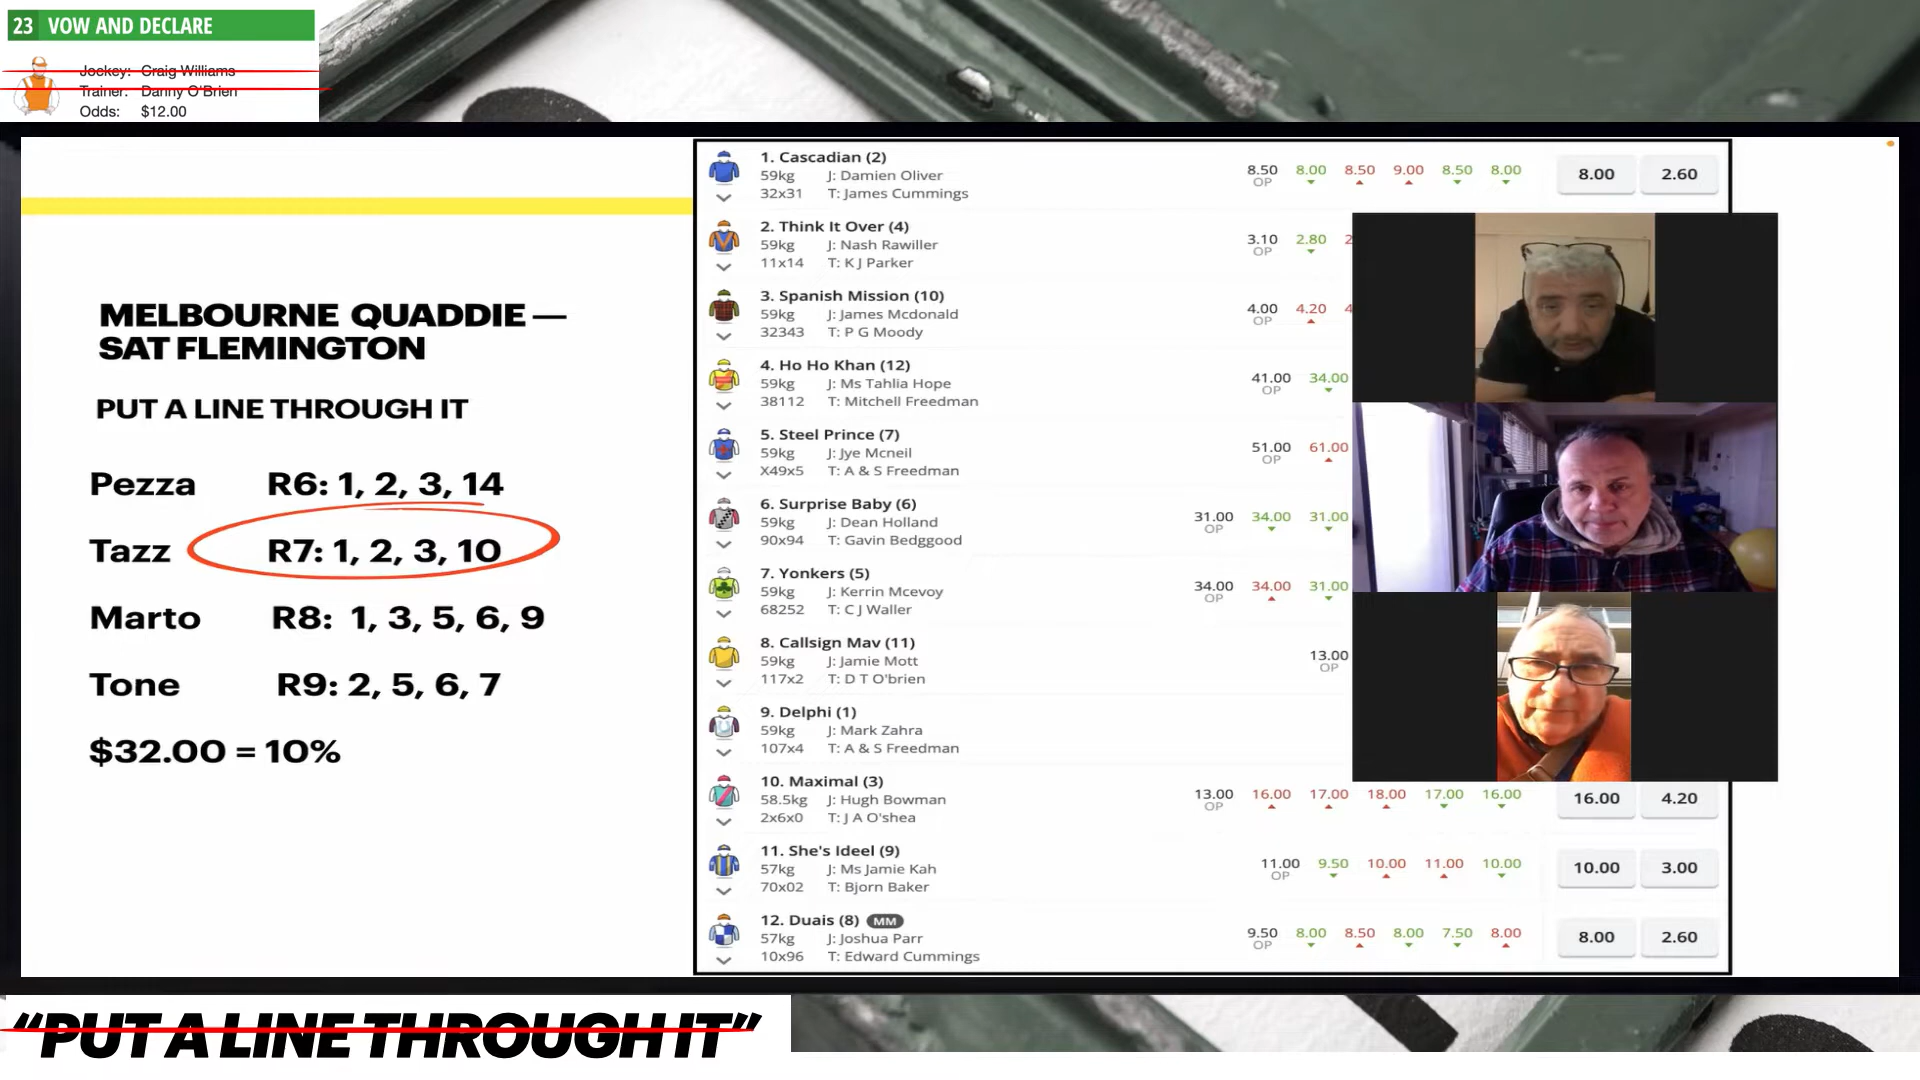 23 VOW AND DECLARE
Jockey: Craig Williams
Trainer: Danny O'Brien
Odds: $12.00
MELBOURNE QUADDIE —
SAT FLEMINGTON
PUT A LINE THROUGH IT
Pezza R6: 1, 2, 3, 14
Tazz R7: 1, 2, 3, 10
Marto R8: 1, 3, 5, 6, 9
Tone R9: 2, 5, 6, 7
$32.00 = 10%
1. Cascadian (2)
59kg J: Damien Oliver
32x31 T: James Cummings
8.50 8.00 8.50 9.00 8.50 8.00 8.00 2.60
OP
2. Think It Over (4)
59kg J: Nash Rawiller
11x14 T: K J Parker
3.10 2.80 2
OP
3. Spanish Mission (10)
59kg J: James Mcdonald
32343 T: P G Moody
4.00 4.20 4
OP
4. Ho Ho Khan (12)
59kg J: Ms Tahlia Hope
38112 T: Mitchell Freedman
41.00 34.00
OP
5. Steel Prince (7)
59kg J: Jye Mcneil
X49x5 T: A & S Freedman
51.00 61.00
OP
6. Surprise Baby (6)
59kg J: Dean Holland
90x94 T: Gavin Bedggood
31.00 34.00 31.00
OP
7. Yonkers (5)
59kg J: Kerrin Mcevoy
68252 T: C J Waller
34.00 34.00 31.00
OP
8. Callsign Mav (11)
59kg J: Jamie Mott
117x2 T: D T O'brien
13.00
OP
9. Delphi (1)
59kg J: Mark Zahra
107x4 T: A & S Freedman
10. Maximal (3)
58.5kg J: Hugh Bowman
2x6x0 T: J A O'shea
13.00 16.00 17.00 18.00 17.00 16.00 16.00 4.20
OP
11. She's Ideel (9)
57kg J: Ms Jamie Kah
70x02 T: Bjorn Baker
11.00 9.50 10.00 11.00 10.00 10.00 3.00
OP
12. Duais (8) MM
57kg J: Joshua Parr
10x96 T: Edward Cummings
9.50 8.00 8.50 8.00 7.50 8.00 8.00 2.60
OP
“PUT A LINE THROUGH IT”